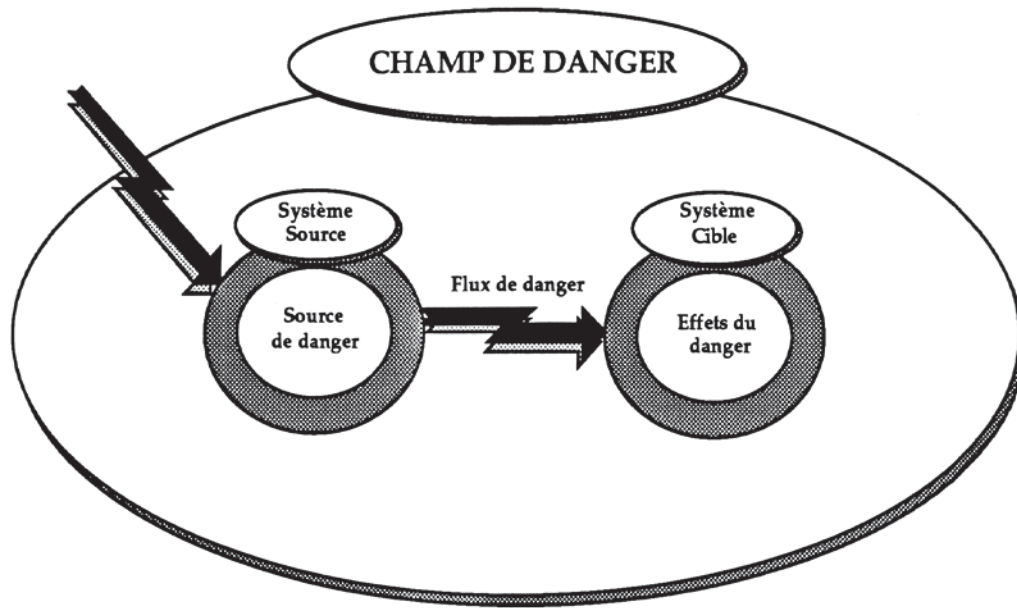 CHAMP DE DANGER
Système
Source
Système
Cible
Flux de danger
Source
de danger
Effets du
danger